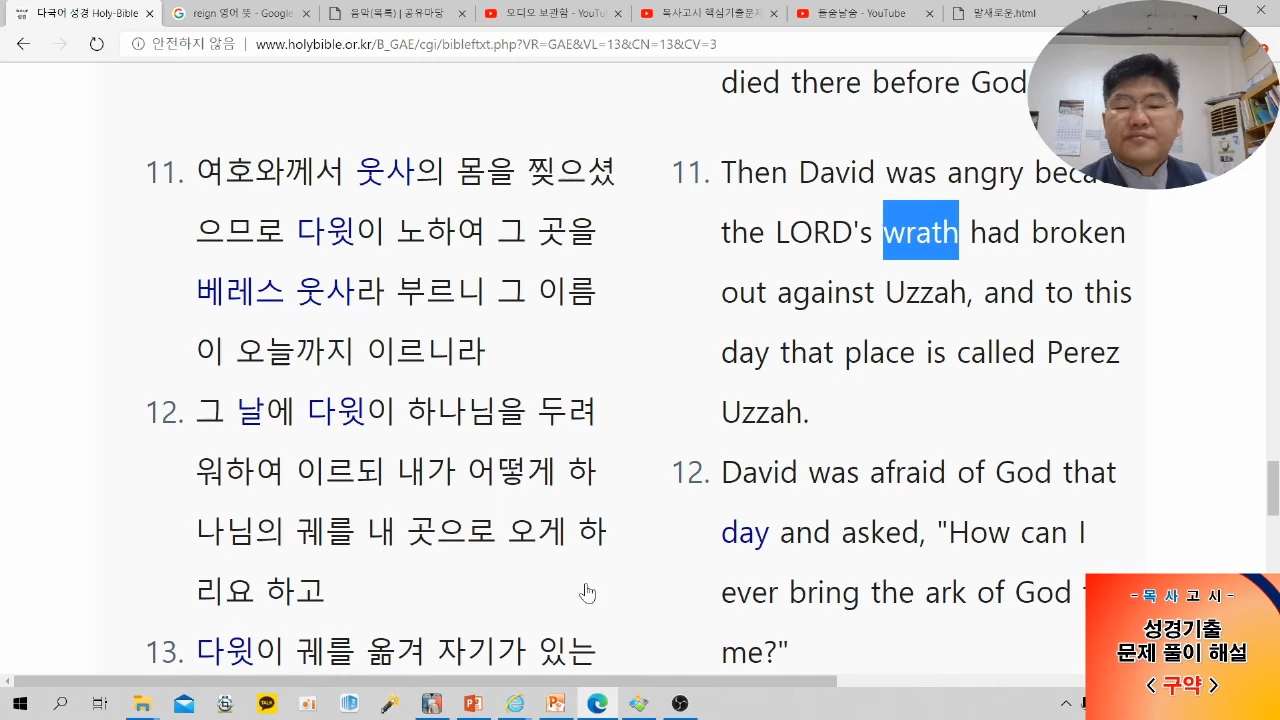 다국어 성경 Holy-Bible
reign 영어 뜻 - Google
음악(목록) | 공유마당
오디오 보관함 - YouTu
목사고시 핵심기출문
들숨날숨 - YouTube
말새로운.html
안전하지 않음
www.holybible.or.kr/B_GAE/cgi/bibleftxt.php?VR=GAE&VL=13&CN=13&CV=3
died there before God
11. 여호와께서 웃사의 몸을 찢으셨
으므로 다윗이 노하여 그 곳을
베레스 웃사라 부르니 그 이름
이 오늘까지 이르니라
12. 그 날에 다윗이 하나님을 두려
워하여 이르되 내가 어떻게 하
나님의 궤를 내 곳으로 오게 하
리요 하고
13. 다윗이 궤를 옮겨 자기가 있는
11. Then David was angry beca
the LORD's wrath had broken
out against Uzzah, and to this
day that place is called Perez
Uzzah.
12. David was afraid of God that
day and asked, "How can I
ever bring the ark of God
me?"
- 목 사 고 시 -
성경기출
문제 풀이 해설
< 구약 >
TALK